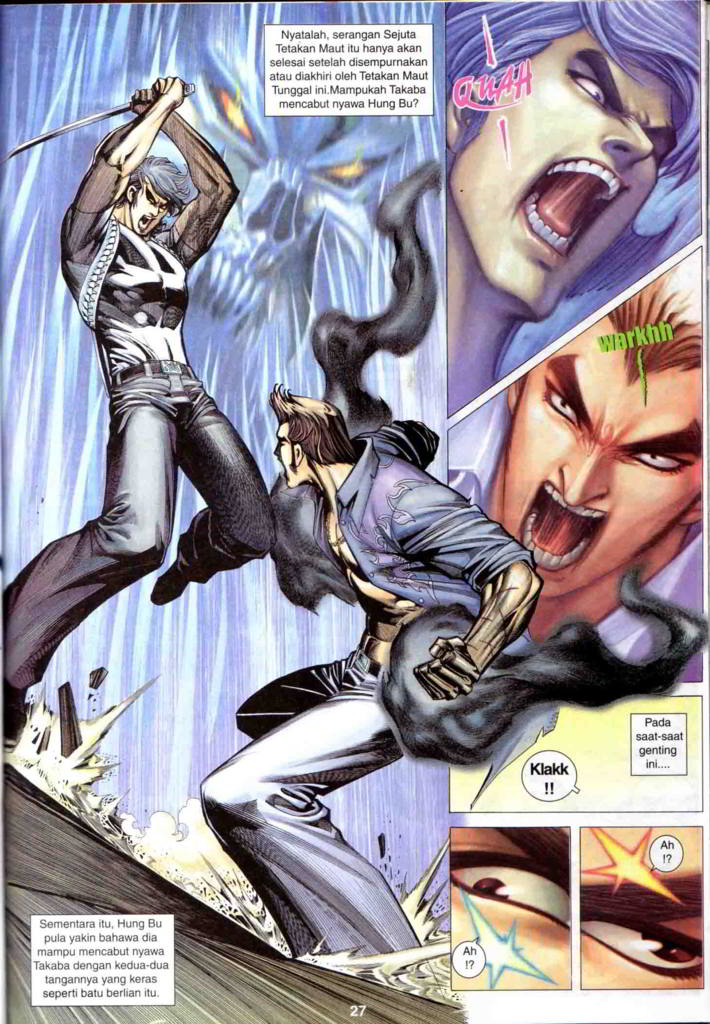 Nyatalah, serangan Sejuta
Tetakan Maut itu hanya akan
selesai setelah disempurnakan
atau diakhiri oleh Tetakan Maut
Tunggal ini.Mampukah Takaba
mencabut nyawa Hung Bu?
QUAH
warkhh
Pada
saat-saat
genting
ini....
Klakk
!!
Ah
!?
Ah
!?
Sementara itu, Hung Bu
pula yakin bahawa dia
mampu mencabut nyawa
Takaba dengan kedua-dua
tangannya yang keras
seperti batu berlian itu.
27